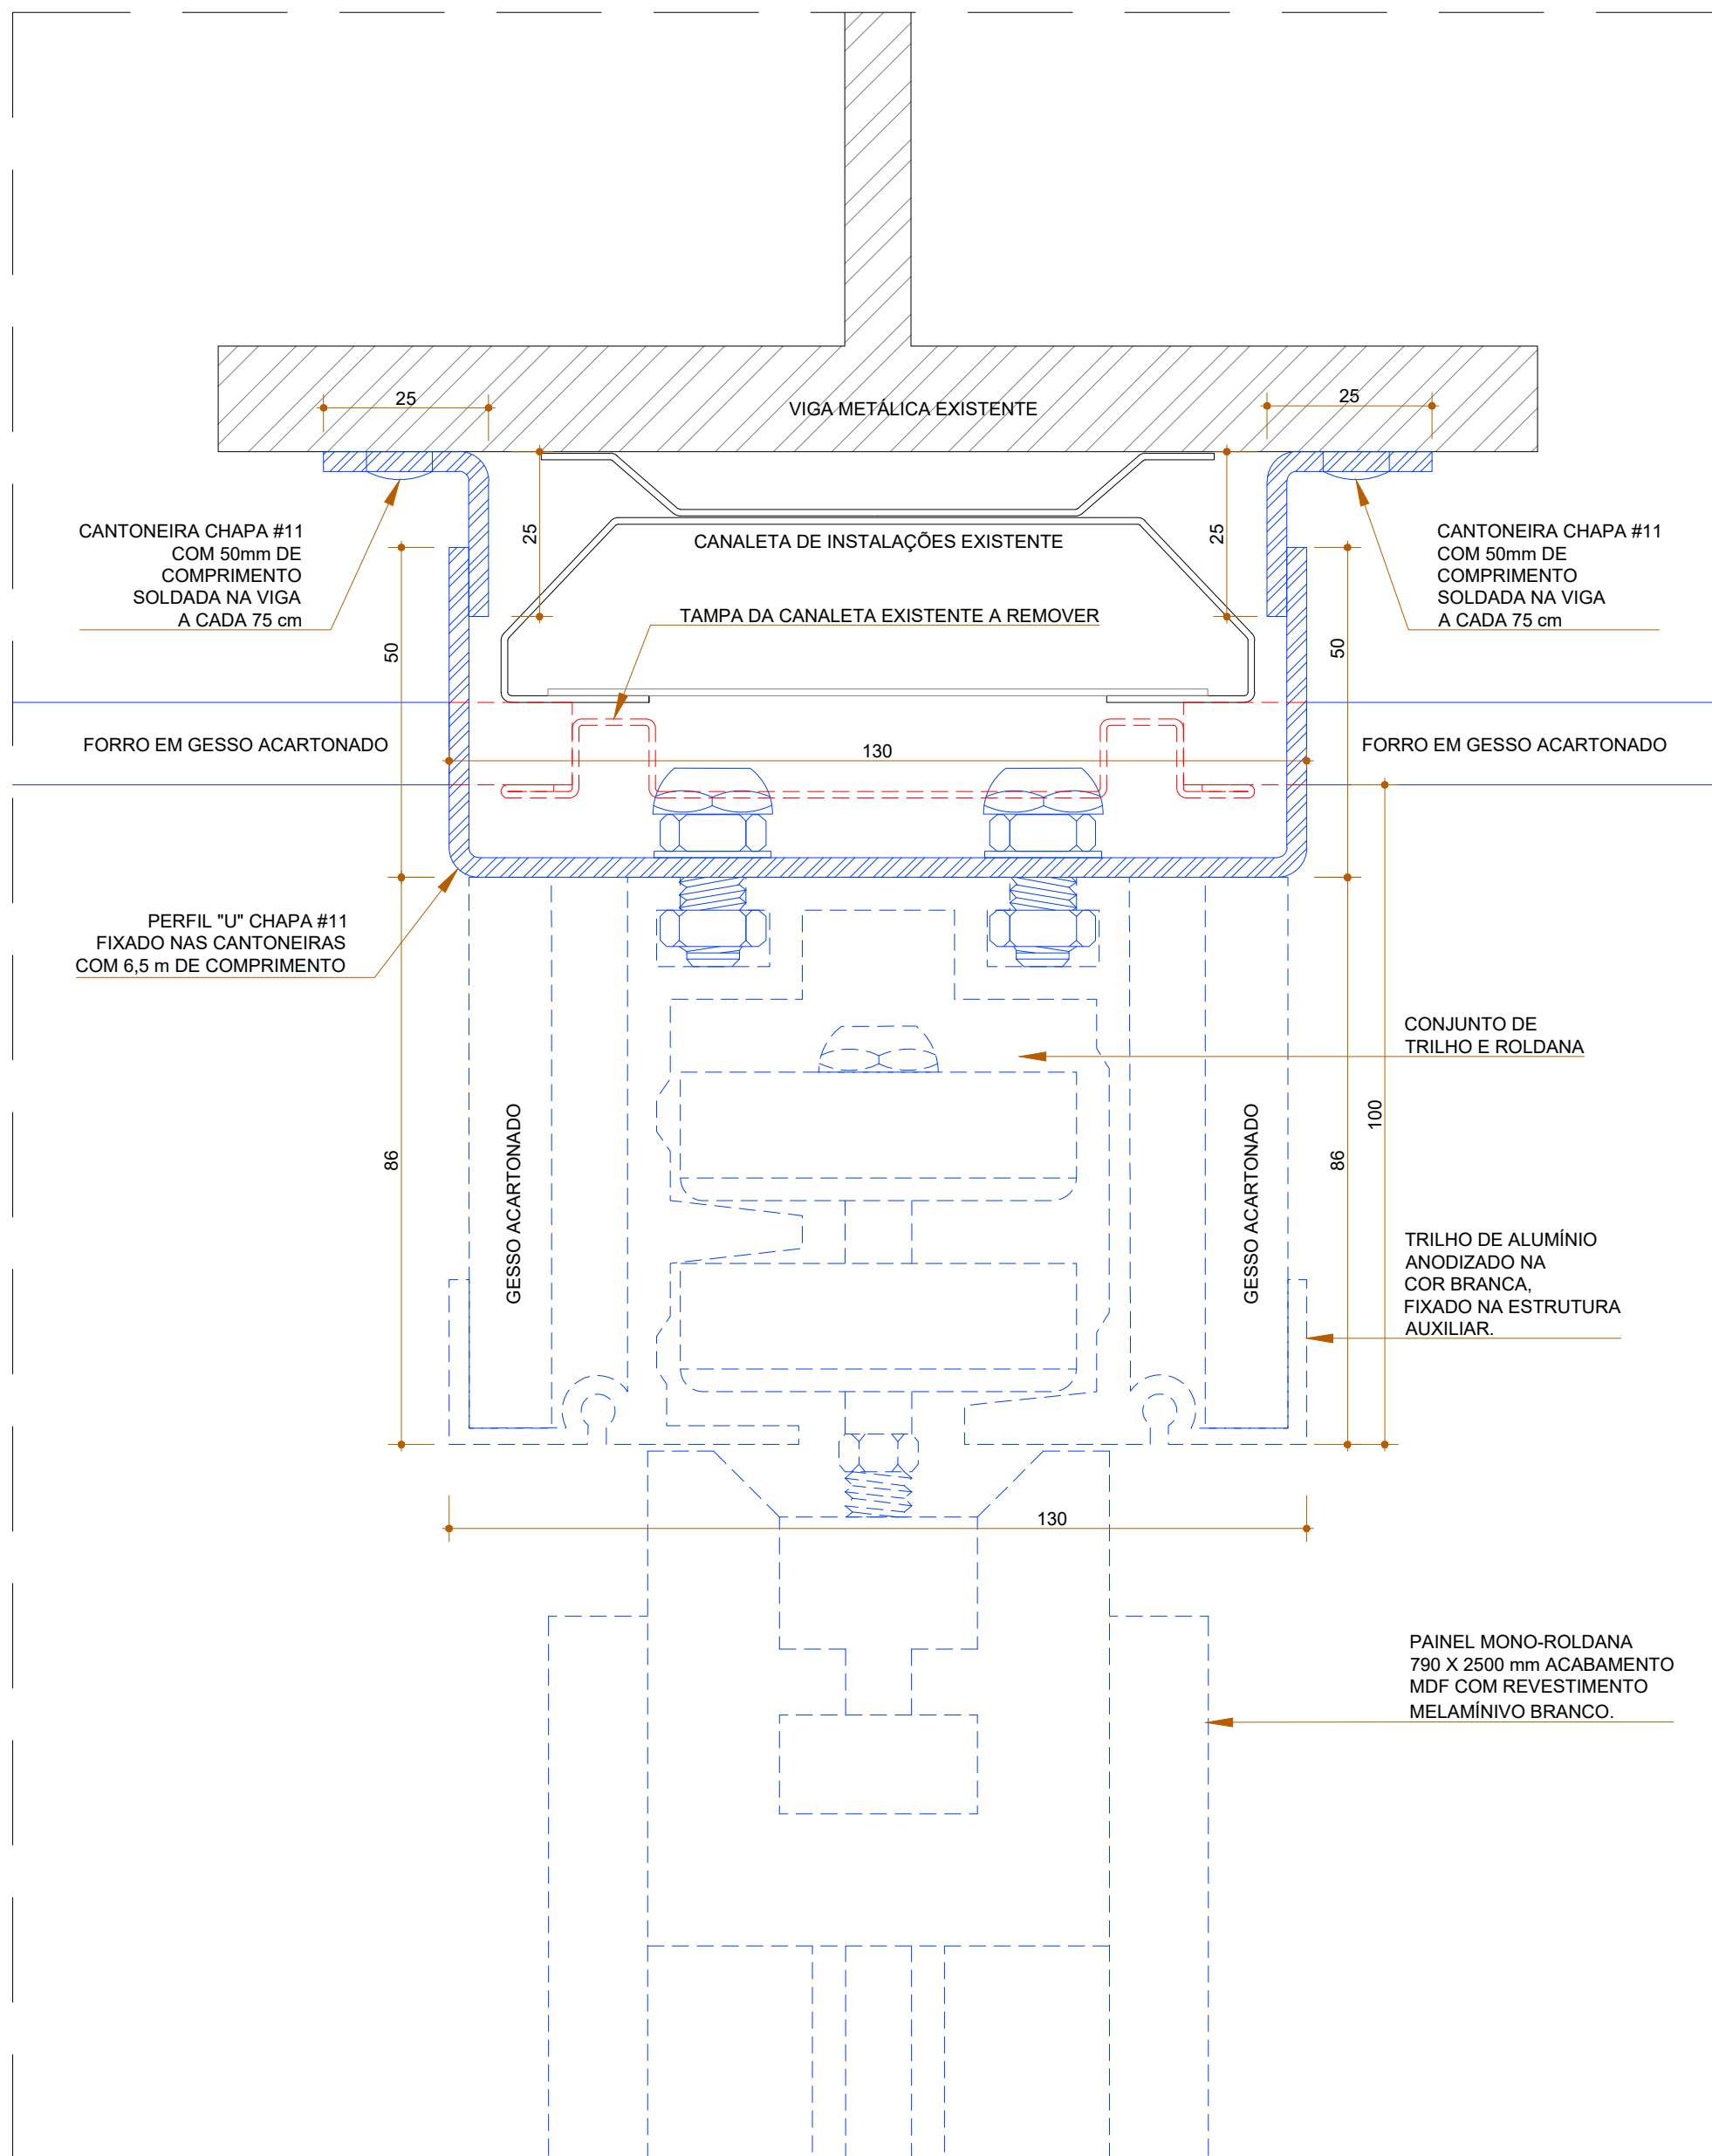 25
VIGA METÁLICA EXISTENTE
25
CANTONEIRA CHAPA #11
COM 50mm DE
COMPRIMENTO
SOLDADA NA VIGA
A CADA 75 cm
25
CANALETA DE INSTALAÇÕES EXISTENTE
25
CANTONEIRA CHAPA #11
COM 50mm DE
COMPRIMENTO
SOLDADA NA VIGA
A CADA 75 cm
TAMPA DA CANALETA EXISTENTE A REMOVER
50
50
FORRO EM GESSO ACARTONADO
130
FORRO EM GESSO ACARTONADO
PERFIL "U" CHAPA #11
FIXADO NAS CANTONEIRAS
COM 6,5 m DE COMPRIMENTO
CONJUNTO DE
TRILHO E ROLDANA
86
GESSO ACARTONADO
GESSO ACARTONADO
86
100
TRILHO DE ALUMÍNIO
ANODIZADO NA
COR BRANCA,
FIXADO NA ESTRUTURA
AUXILIAR.
130
PAINEL MONO-ROLDANA
790 X 2500 mm ACABAMENTO
MDF COM REVESTIMENTO
MELAMÍNIVO BRANCO.